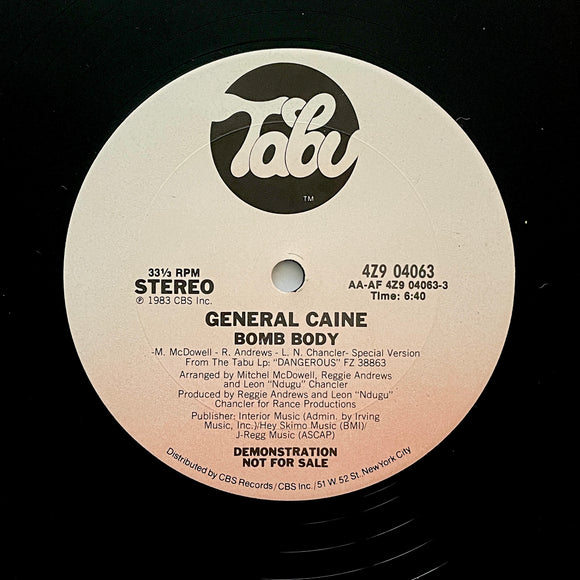 Tabu
TM
33⅓ RPM
STEREO
℗ 1983 CBS Inc.
4Z9 04063
AA-AF 4Z9 04063-3
Time: 6:40
GENERAL CAINE
BOMB BODY
-M. McDowell - R. Andrews - L. N. Chancler- Special Version
From The Tabu Lp: "DANGEROUS" FZ 38863
Arranged by Mitchel McDowell, Reggie Andrews
and Leon "Ndugu" Chancler
Produced by Reggie Andrews and Leon "Ndugu"
Chancler for Rance Productions
Publisher: Interior Music (Admin. by Irving
Music, Inc.)/Hey Skimo Music (BMI)/
J-Regg Music (ASCAP)
DEMONSTRATION
NOT FOR SALE
Distributed by CBS Records/CBS Inc./51 W. 52 St. New York City